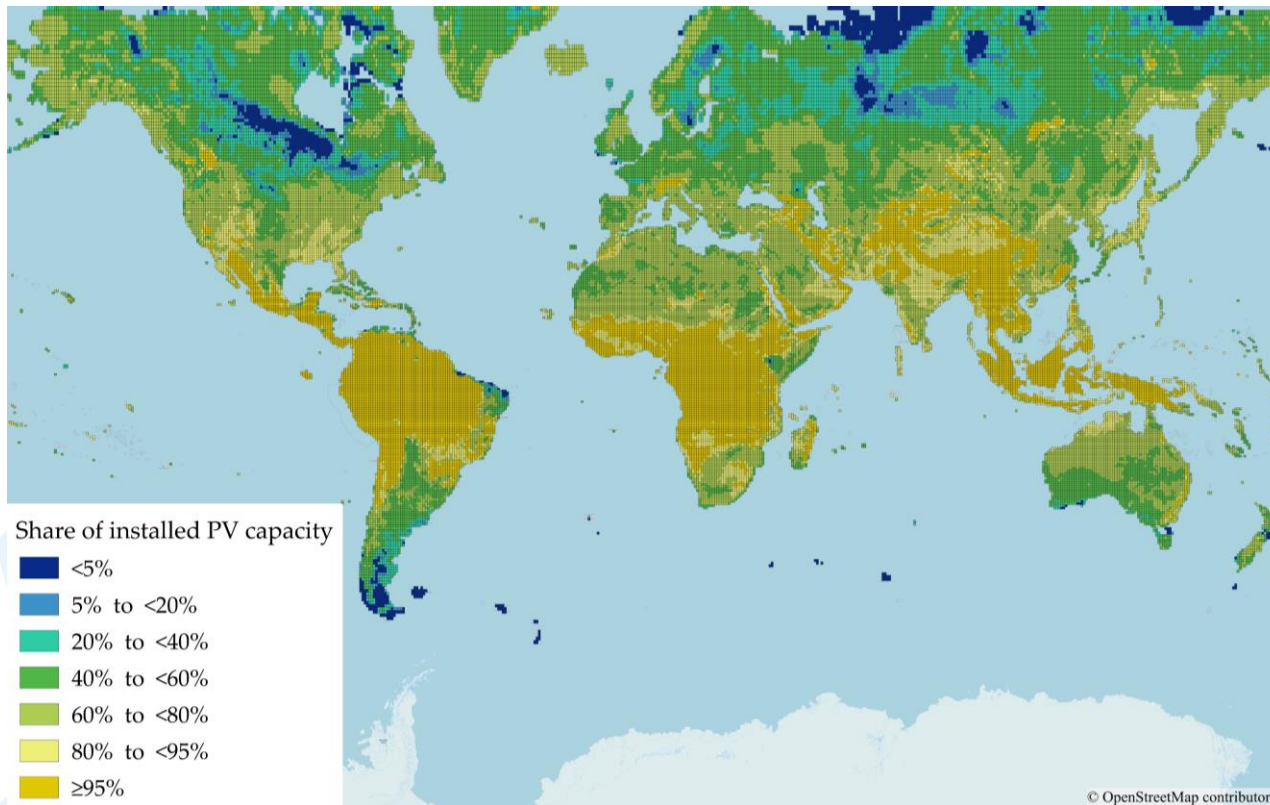 Share of installed PV capacity
<5%
5% to <20%
20% to <40%
40% to <60%
60% to <80%
80% to <95%
≥95%
© OpenStreetMap contributor